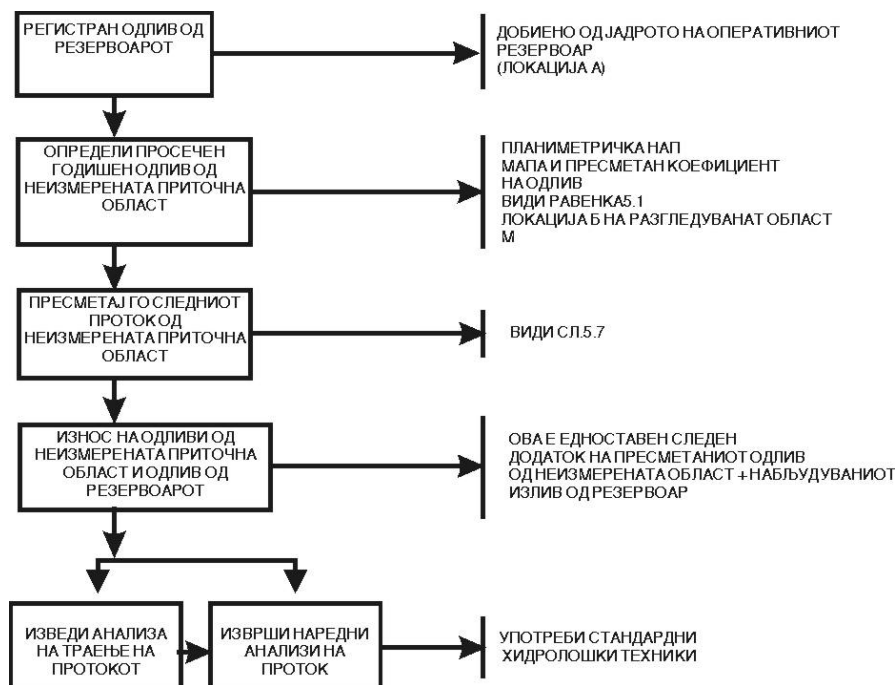 РЕГИСТРАН ОДЛИВ ОД
РЕЗЕРВОАРОТ
ДОБИЕНО ОД ЈАДРОТО НА ОПЕРАТИВНИОТ
РЕЗЕРВОАР
(ЛОКАЦИЈА А)
ОПРЕДЕЛИ ПРОСЕЧЕН
ГОДИШЕН ОДЛИВ ОД
НЕИЗМЕРЕНАТА ПРИТОЧНА
ОБЛАСТ
ПЛАНИМЕТРИЧКА НАП
МАПА И ПРЕСМЕТАН КОЕФИЦИЕНТ
НА ОДЛИВ
ВИДИ РАВЕНКА 5.1
ЛОКАЦИЈА Б НА РАЗГЛЕДУВАНАТ ОБЛАСТ
М
ПРЕСМЕТАЈ ГО СЛЕДНИОТ
ПРОТОК ОД
НЕИЗМЕРЕНАТА ПРИТОЧНА
ОБЛАСТ
ВИДИ СЛ.5.7
ИЗНОС НА ОДЛИВИ ОД
НЕИЗМЕРЕНАТА ПРИТОЧНА
ОБЛАСТ И ОДЛИВ ОД
РЕЗЕРВОАРОТ
ОВА Е ЕДНОСТАВЕН СЛЕДЕН
ДОДАТОК НА ПРЕСМЕТАНИОТ ОДЛИВ
ОД НЕИЗМЕРЕНАТА ОБЛАСТ + НАБЉУДУВАНИОТ
ИЗЛИВ ОД РЕЗЕРВОАР
ИЗВЕДИ АНАЛИЗА
НА ТРАЕЊЕ НА
ПРОТОКОТ
ИЗВРШИ НАРЕДНИ
АНАЛИЗИ НА
ПРОТОК
УПОТРЕБИ СТАНДАРДНИ
ХИДРОЛОШКИ ТЕХНИКИ